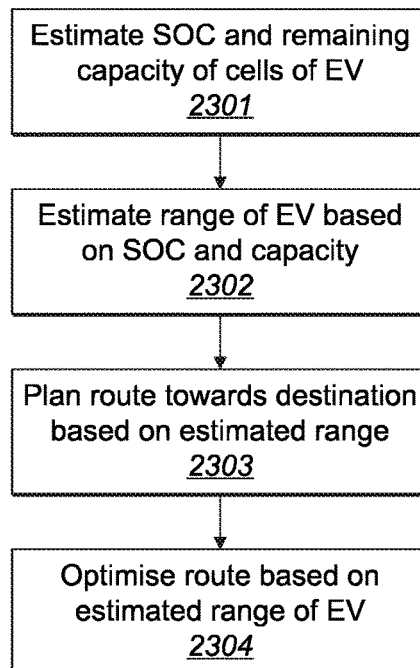 Estimate SOC and remaining
capacity of cells of EV
2301
Estimate range of EV based
on SOC and capacity
2302
Plan route towards destination
based on estimated range
2303
Optimise route based on
estimated range of EV
2304